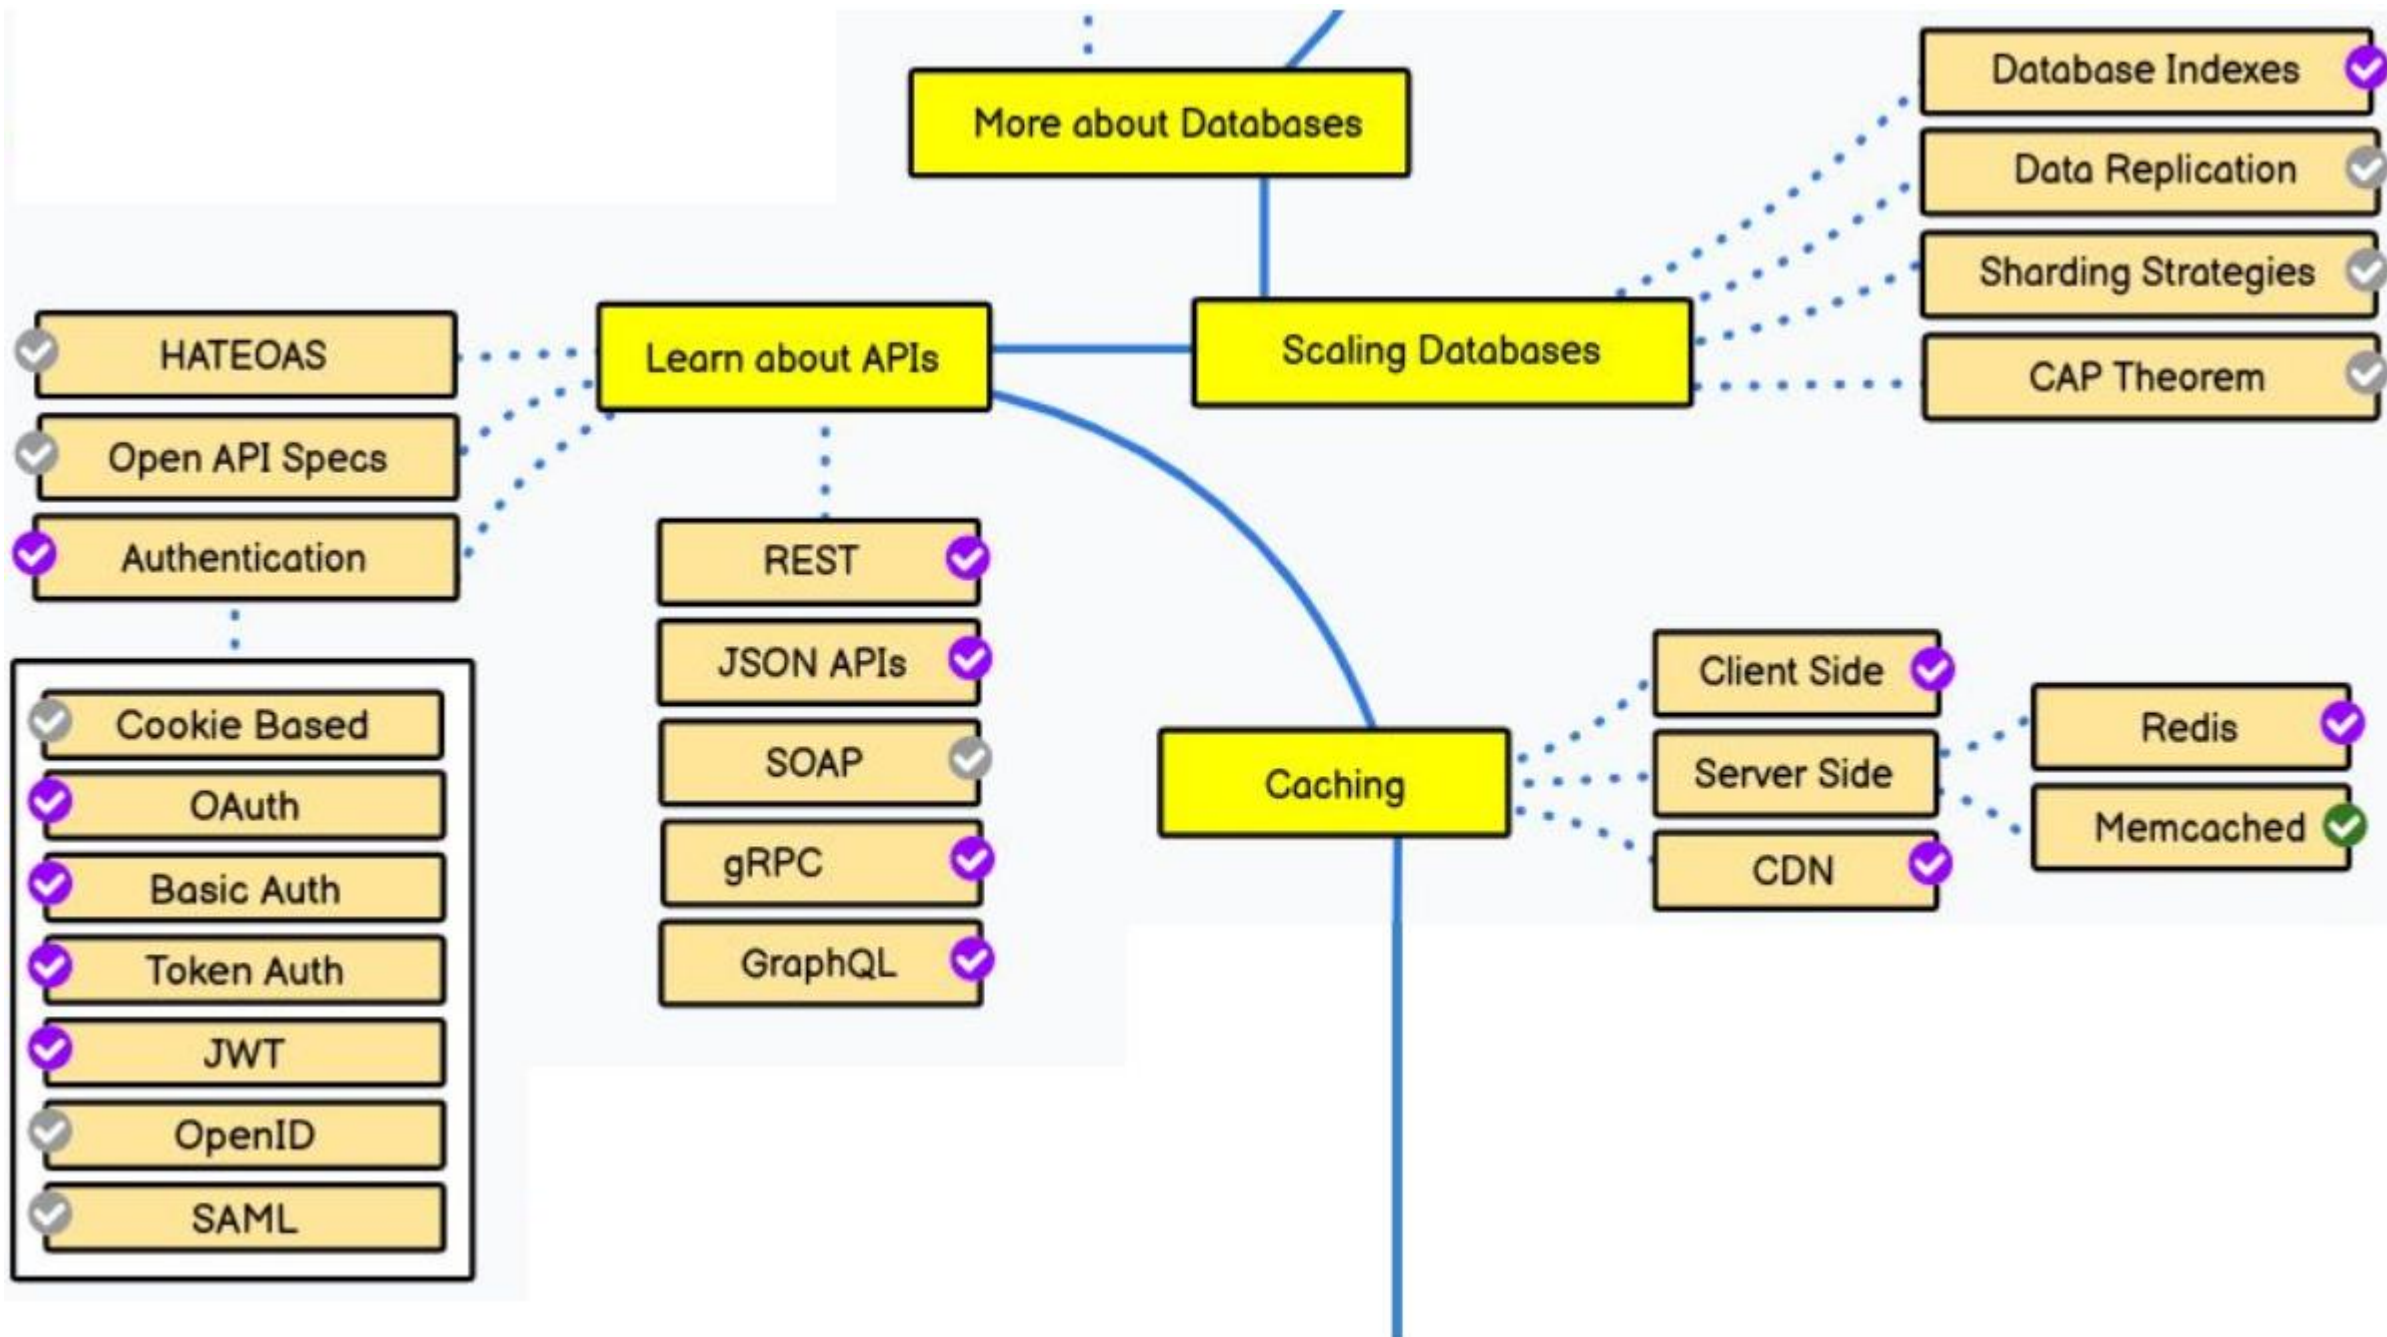 More about Databases
Database Indexes
Data Replication
Sharding Strategies
CAP Theorem
Scaling Databases
Learn about APIs
HATEOAS
Open API Specs
Authentication
Cookie Based
OAuth
Basic Auth
Token Auth
JWT
OpenID
SAML
REST
JSON APIs
SOAP
gRPC
GraphQL
Caching
Client Side
Server Side
CDN
Redis
Memcached